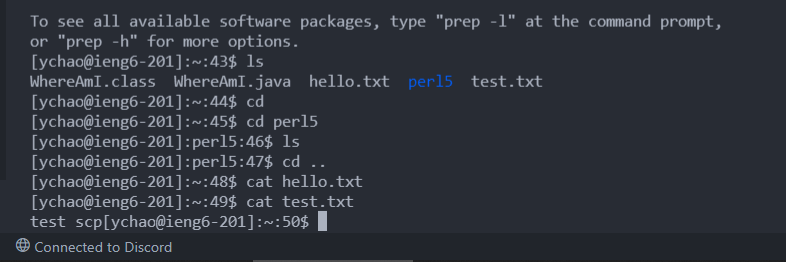 To see all available software packages, type "prep -l" at the command prompt,
or "prep -h" for more options.
[ychao@ieng6-201]:~:43$ ls
WhereAmI.class  WhereAmI.java  hello.txt  perl5  test.txt
[ychao@ieng6-201]:~:44$ cd
[ychao@ieng6-201]:~:45$ cd perl5
[ychao@ieng6-201]:perl5:46$ ls
[ychao@ieng6-201]:perl5:47$ cd ..
[ychao@ieng6-201]:~:48$ cat hello.txt
[ychao@ieng6-201]:~:49$ cat test.txt
test scp[ychao@ieng6-201]:~:50$
Connected to Discord